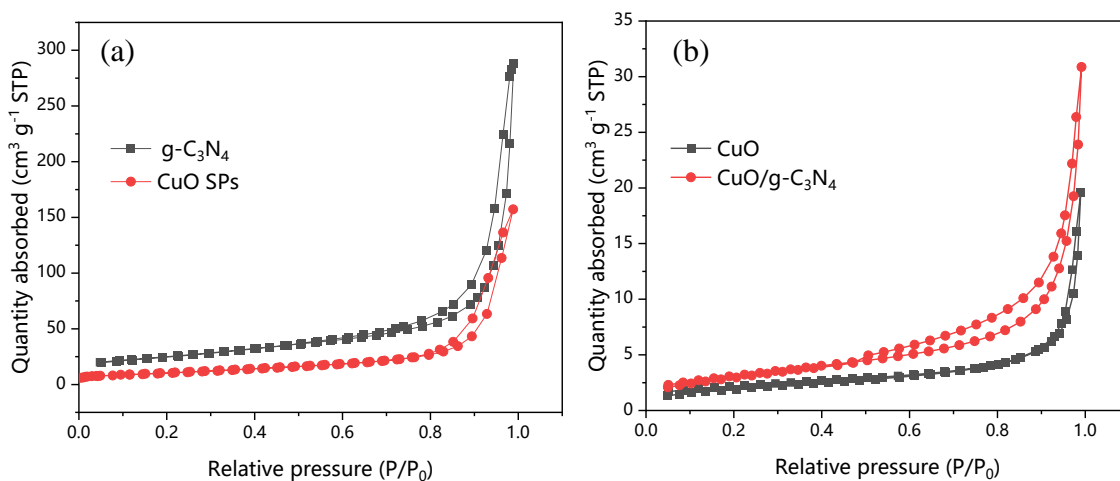 (a)
300
250
200
150
100
50
0
Quantity absorbed (cm³ g⁻¹ STP)
g-C₃N₄
CuO SPs
0.0 0.2 0.4 0.6 0.8 1.0
Relative pressure (P/P₀)
(b)
35
30
25
20
15
10
5
0
Quantity absorbed (cm³ g⁻¹ STP)
CuO
CuO/g-C₃N₄
0.0 0.2 0.4 0.6 0.8 1.0
Relative pressure (P/P₀)